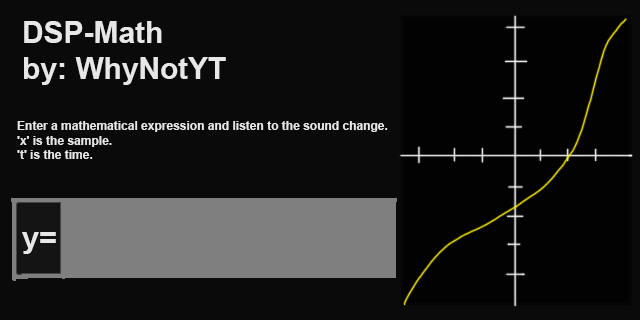 DSP-Math
by: WhyNotYT
Enter a mathematical expression and listen to the sound change.
'x' is the sample.
't' is the time.
y=